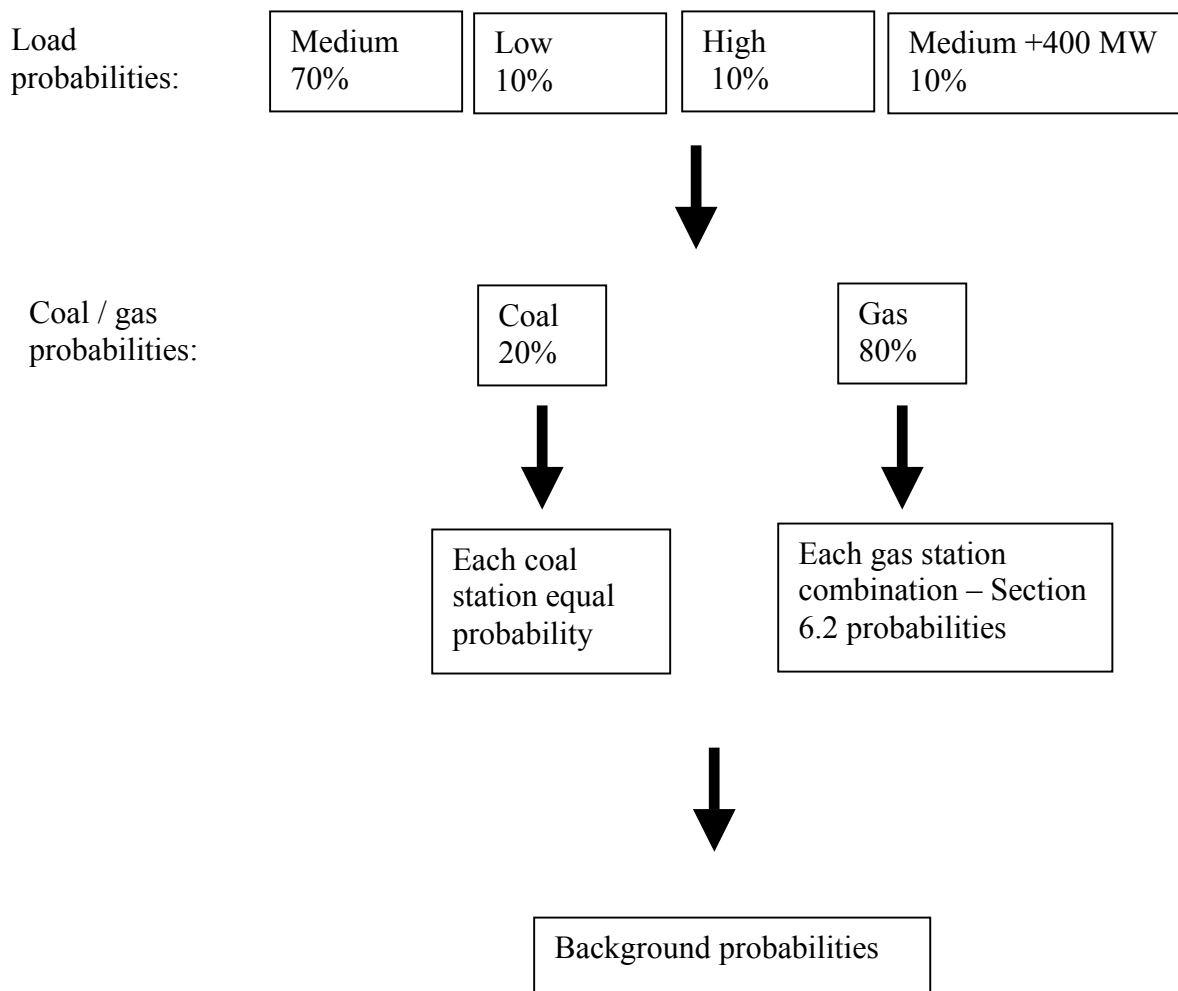 Load
probabilities:
Medium
70%
Low
10%
High
10%
Medium +400 MW
10%
Coal / gas
probabilities:
Coal
20%
Gas
80%
Each coal
station equal
probability
Each gas station
combination – Section
6.2 probabilities
Background probabilities